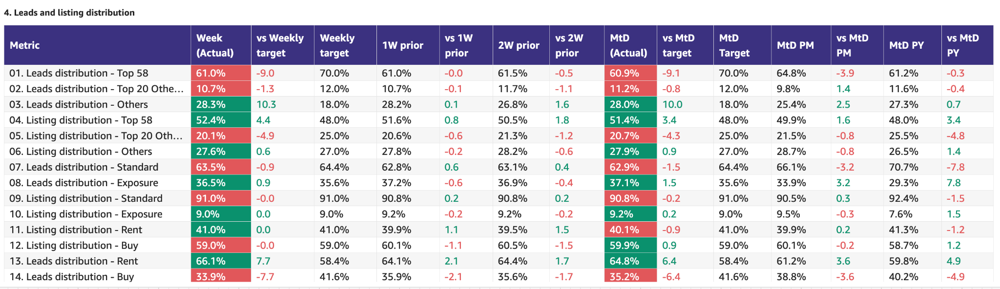 4. Leads and listing distribution
Metric Week (Actual) vs Weekly target Weekly target 1W prior vs 1W prior 2W prior vs 2W prior MtD (Actual) vs MtD target MtD Target MtD PM vs MtD PM MtD PY vs MtD PY
01. Leads distribution - Top 58 61.0% -9.0 70.0% 61.0% -0.0 61.5% -0.5 60.9% -9.1 70.0% 64.8% -3.9 61.2% -0.3
02. Leads distribution - Top 20 Othe... 10.7% -1.3 12.0% 10.7% -0.1 11.7% -1.1 11.2% -0.8 12.0% 9.8% 1.4 11.6% -0.4
03. Leads distribution - Others 28.3% 10.3 18.0% 28.2% 0.1 26.8% 1.6 28.0% 10.0 18.0% 25.4% 2.5 27.3% 0.7
04. Listing distribution - Top 58 52.4% 4.4 48.0% 51.6% 0.8 50.5% 1.8 51.4% 3.4 48.0% 49.9% 1.6 48.0% 3.4
05. Listing distribution - Top 20 Oth... 20.1% -4.9 25.0% 20.6% -0.6 21.3% -1.2 20.7% -4.3 25.0% 21.5% -0.8 25.5% -4.8
06. Listing distribution - Others 27.6% 0.6 27.0% 27.8% -0.2 28.2% -0.6 27.9% 0.9 27.0% 28.7% -0.8 26.5% 1.4
07. Leads distribution - Standard 63.5% -0.9 64.4% 62.8% 0.6 63.1% 0.4 62.9% -1.5 64.4% 66.1% -3.2 70.7% -7.8
08. Leads distribution - Exposure 36.5% 0.9 35.6% 37.2% -0.6 36.9% -0.4 37.1% 1.5 35.6% 33.9% 3.2 29.3% 7.8
09. Listing distribution - Standard 91.0% -0.0 91.0% 90.8% 0.2 90.8% 0.2 90.8% -0.2 91.0% 90.5% 0.3 92.4% -1.5
10. Listing distribution - Exposure 9.0% 0.0 9.0% 9.2% -0.2 9.2% -0.2 9.2% 0.2 9.0% 9.5% -0.3 7.6% 1.5
11. Listing distribution - Rent 41.0% 0.0 41.0% 39.9% 1.1 39.5% 1.5 40.1% -0.9 41.0% 39.9% 0.2 41.3% -1.2
12. Listing distribution - Buy 59.0% -0.0 59.0% 60.1% -1.1 60.5% -1.5 59.9% 0.9 59.0% 60.1% -0.2 58.7% 1.2
13. Leads distribution - Rent 66.1% 7.7 58.4% 64.1% 2.1 64.4% 1.7 64.8% 6.4 58.4% 61.2% 3.6 59.8% 4.9
14. Leads distribution - Buy 33.9% -7.7 41.6% 35.9% -2.1 35.6% -1.7 35.2% -6.4 41.6% 38.8% -3.6 40.2% -4.9